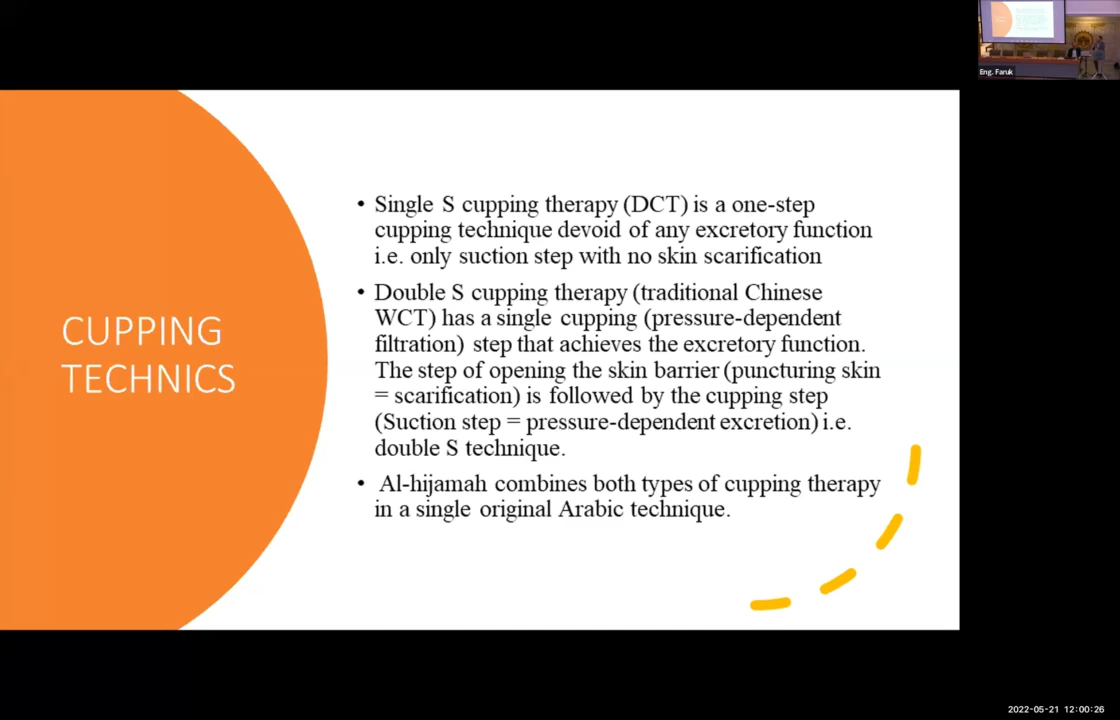 Eng. Faruk
CUPPING
TECHNICS
• Single S cupping therapy (DCT) is a one-step
cupping technique devoid of any excretory function
i.e. only suction step with no skin scarification
• Double S cupping therapy (traditional Chinese
WCT) has a single cupping (pressure-dependent
filtration) step that achieves the excretory function.
The step of opening the skin barrier (puncturing skin
= scarification) is followed by the cupping step
(Suction step = pressure-dependent excretion) i.e.
double S technique.
• Al-hijamah combines both types of cupping therapy
in a single original Arabic technique.
2022-05-21 12:00:26